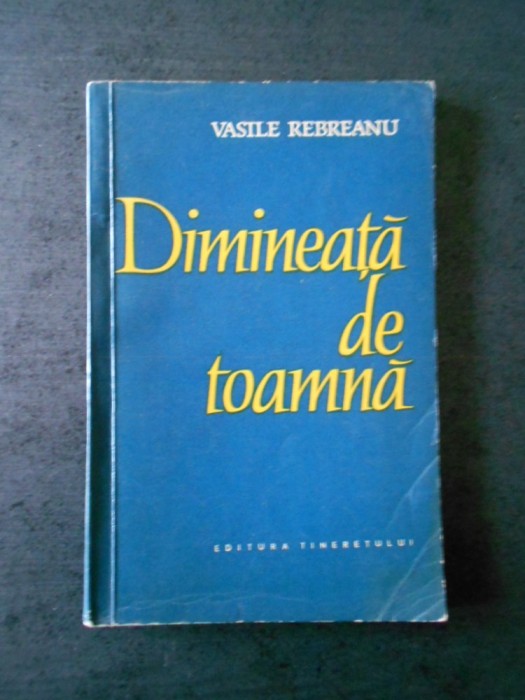 VASILE REBREANU
Dimineață
de
toamnă
EDITURA TINERETULUI